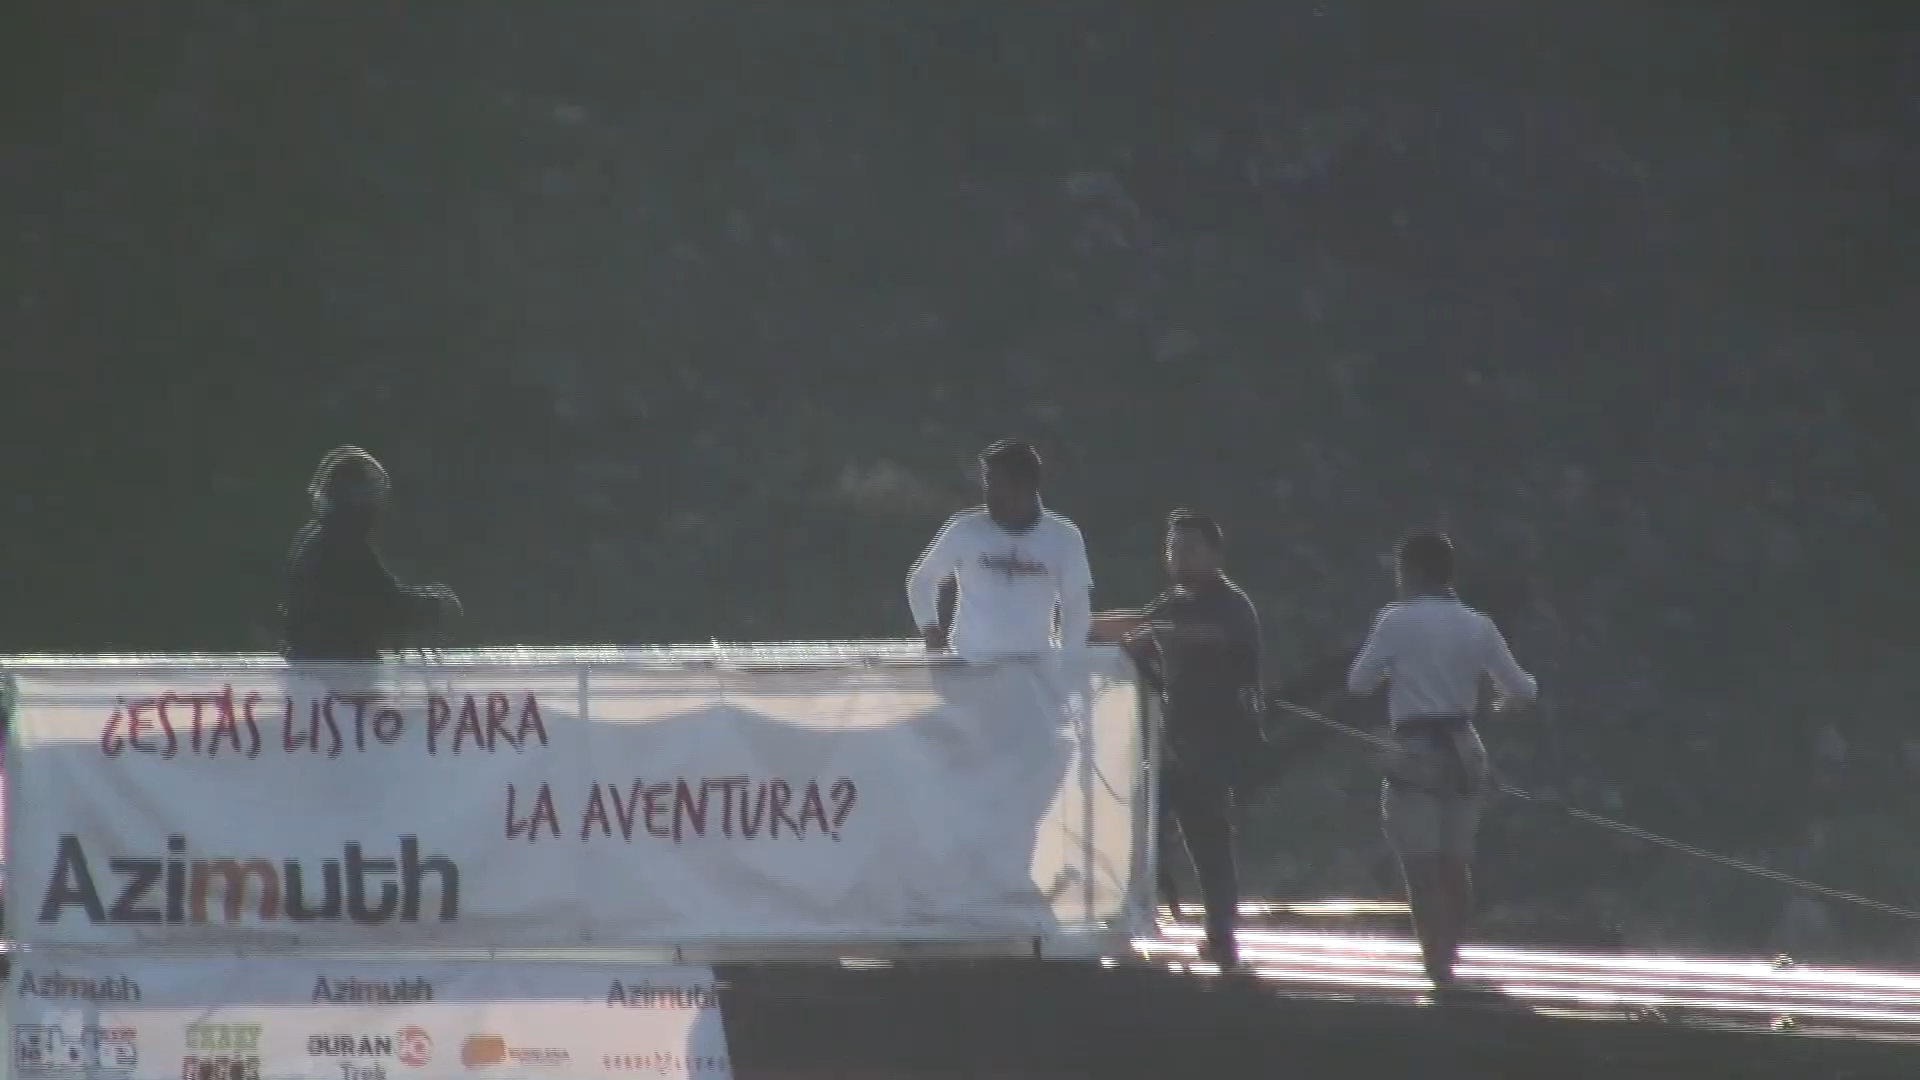 ¿ESTÁS LISTO PARA
LA AVENTURA?
Azimuth
Azimuth Azimuth Azimuth
DURAN
Trek